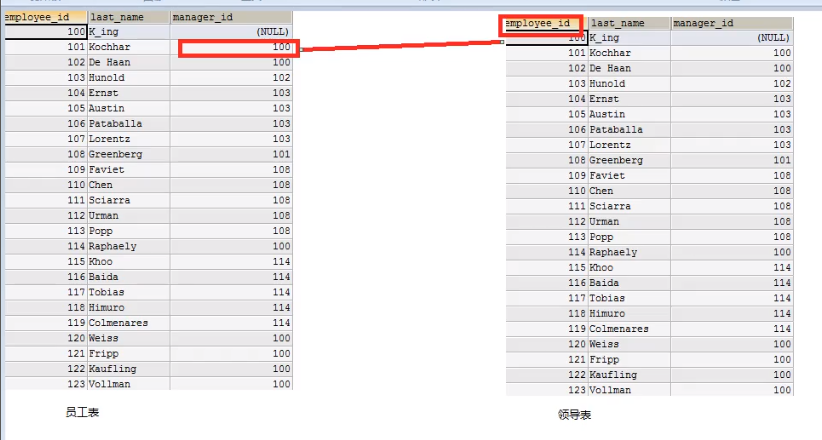 employee_id last_name manager_id
100 K_ing (NULL)
101 Kochhar 100
102 De Haan 100
103 Hunold 102
104 Ernst 103
105 Austin 103
106 Pataballa 103
107 Lorentz 103
108 Greenberg 101
109 Faviet 108
110 Chen 108
111 Sciarra 108
112 Urman 108
113 Popp 108
114 Raphaely 100
115 Khoo 114
116 Baida 114
117 Tobias 114
118 Himuro 114
119 Colmenares 114
120 Weiss 100
121 Fripp 100
122 Kaufling 100
123 Vollman 100
员工表
employee_id last_name manager_id
100 K_ing (NULL)
101 Kochhar 100
102 De Haan 100
103 Hunold 102
104 Ernst 103
105 Austin 103
106 Pataballa 103
107 Lorentz 103
108 Greenberg 101
109 Faviet 108
110 Chen 108
111 Sciarra 108
112 Urman 108
113 Popp 108
114 Raphaely 100
115 Khoo 114
116 Baida 114
117 Tobias 114
118 Himuro 114
119 Colmenares 114
120 Weiss 100
121 Fripp 100
122 Kaufling 100
123 Vollman 100
领导表